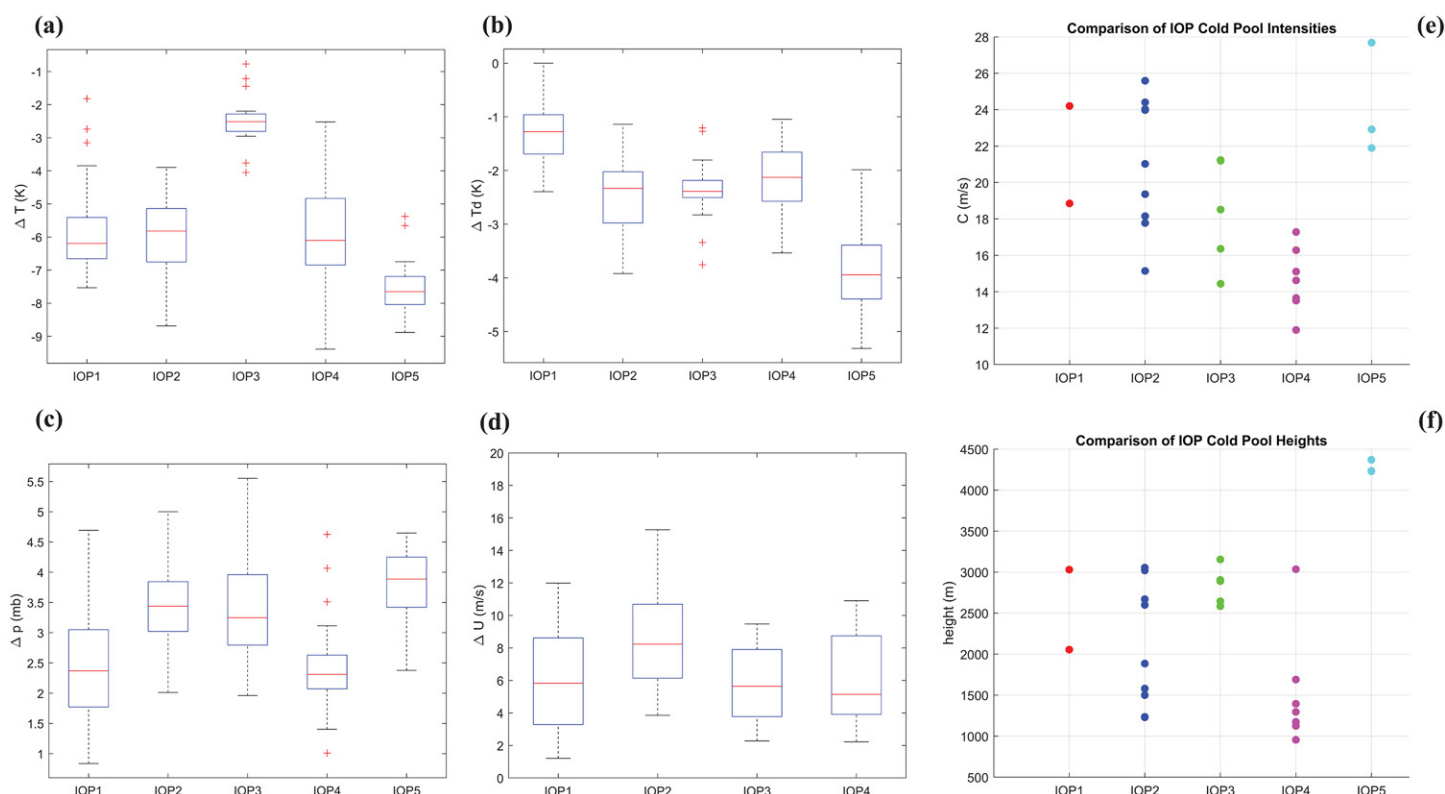 (a)
Δ T (K)
-1
-2
-3
-4
-5
-6
-7
-8
-9
IOP1 IOP2 IOP3 IOP4 IOP5
(b)
Δ Td (K)
0
-1
-2
-3
-4
-5
IOP1 IOP2 IOP3 IOP4 IOP5
(e)
Comparison of IOP Cold Pool Intensities
C (m/s)
28
26
24
22
20
18
16
14
12
10
IOP1 IOP2 IOP3 IOP4 IOP5
(c)
Δ p (mb)
5.5
5
4.5
4
3.5
3
2.5
2
1.5
1
IOP1 IOP2 IOP3 IOP4 IOP5
(d)
Δ U (m/s)
20
18
16
14
12
10
8
6
4
2
0
IOP1 IOP2 IOP3 IOP4
(f)
Comparison of IOP Cold Pool Heights
height (m)
4500
4000
3500
3000
2500
2000
1500
1000
500
IOP1 IOP2 IOP3 IOP4 IOP5